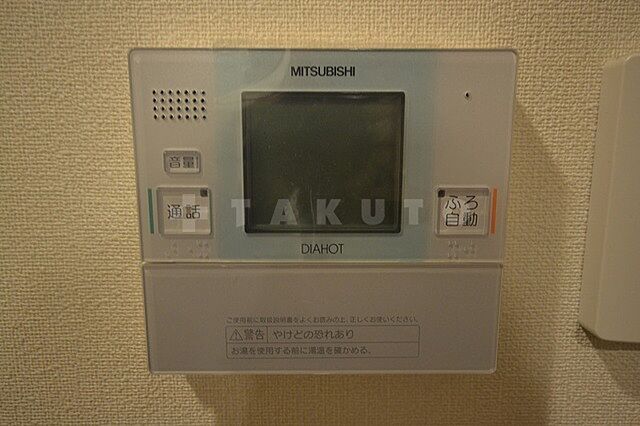 MITSUBISHI
音量
通話
ふろ
自動
TAKUT
DIAHOT
ご使用前に取扱説明書をよくお読みの上、正しくお使いください。
警告 やけどの恐れあり
お湯を使用する前に湯温を確かめる。